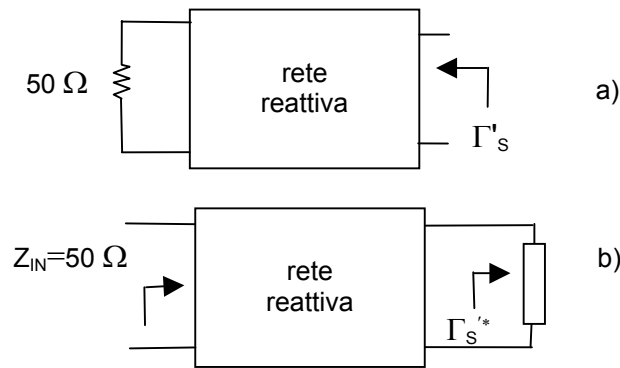 50 Ω
rete
reattiva
Γ'S
a)
ZIN=50 Ω
rete
reattiva
ΓS'*
b)